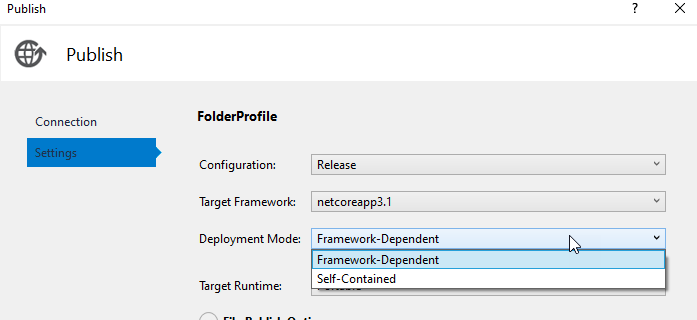 Publish
?
Publish
Connection
Settings
FolderProfile
Configuration: Release
Target Framework: netcoreapp3.1
Deployment Mode: Framework-Dependent
Framework-Dependent
Self-Contained
Target Runtime: